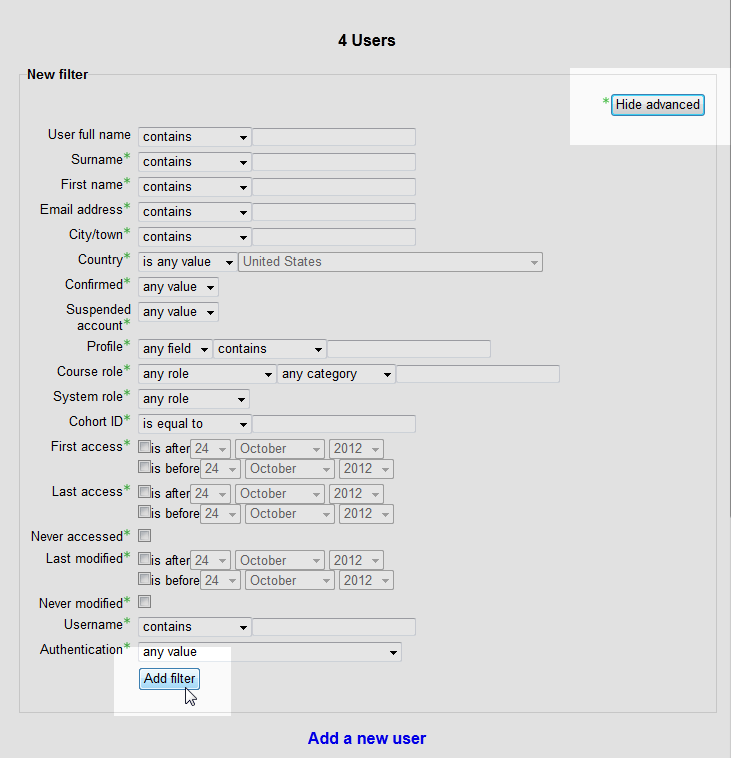 4 Users
New filter
* Hide advanced
User full name contains
Surname* contains
First name* contains
Email address* contains
City/town* contains
Country* is any value United States
Confirmed* any value
Suspended any value
account*
Profile* any field contains
Course role* any role any category
System role* any role
Cohort ID* is equal to
First access* is after 24 October 2012
is before 24 October 2012
Last access* is after 24 October 2012
is before 24 October 2012
Never accessed*
Last modified* is after 24 October 2012
is before 24 October 2012
Never modified*
Username* contains
Authentication* any value
Add filter
Add a new user